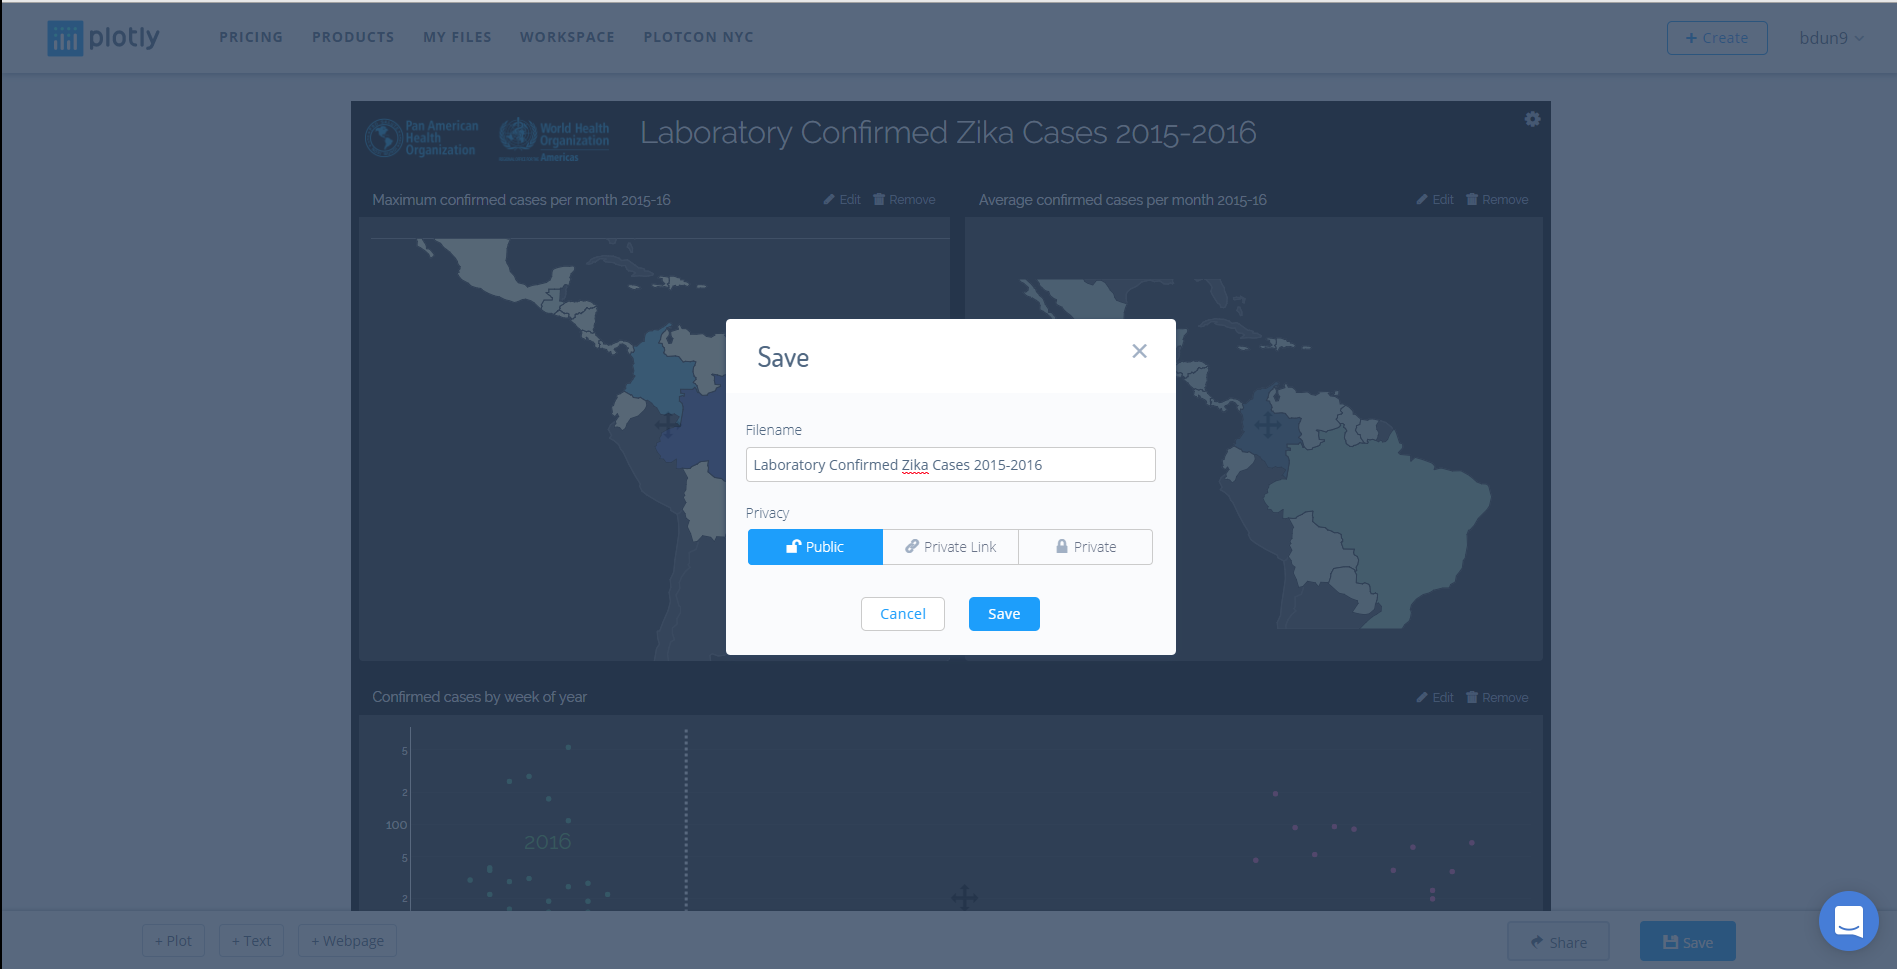 plotly
PRICING PRODUCTS MY FILES WORKSPACE PLOTCON NYC
+ Create
bdun9
Pan American
Health
Organization
World Health
Organization
Americas
Laboratory Confirmed Zika Cases 2015-2016
Maximum confirmed cases per month 2015-16
Edit Remove
Average confirmed cases per month 2015-16
Edit Remove
Save
Filename
Laboratory Confirmed Zika Cases 2015-2016
Privacy
Public Private Link Private
Cancel Save
Confirmed cases by week of year
Edit Remove
5
2
100
5
2
2016
+ Plot + Text + Webpage
Share Save